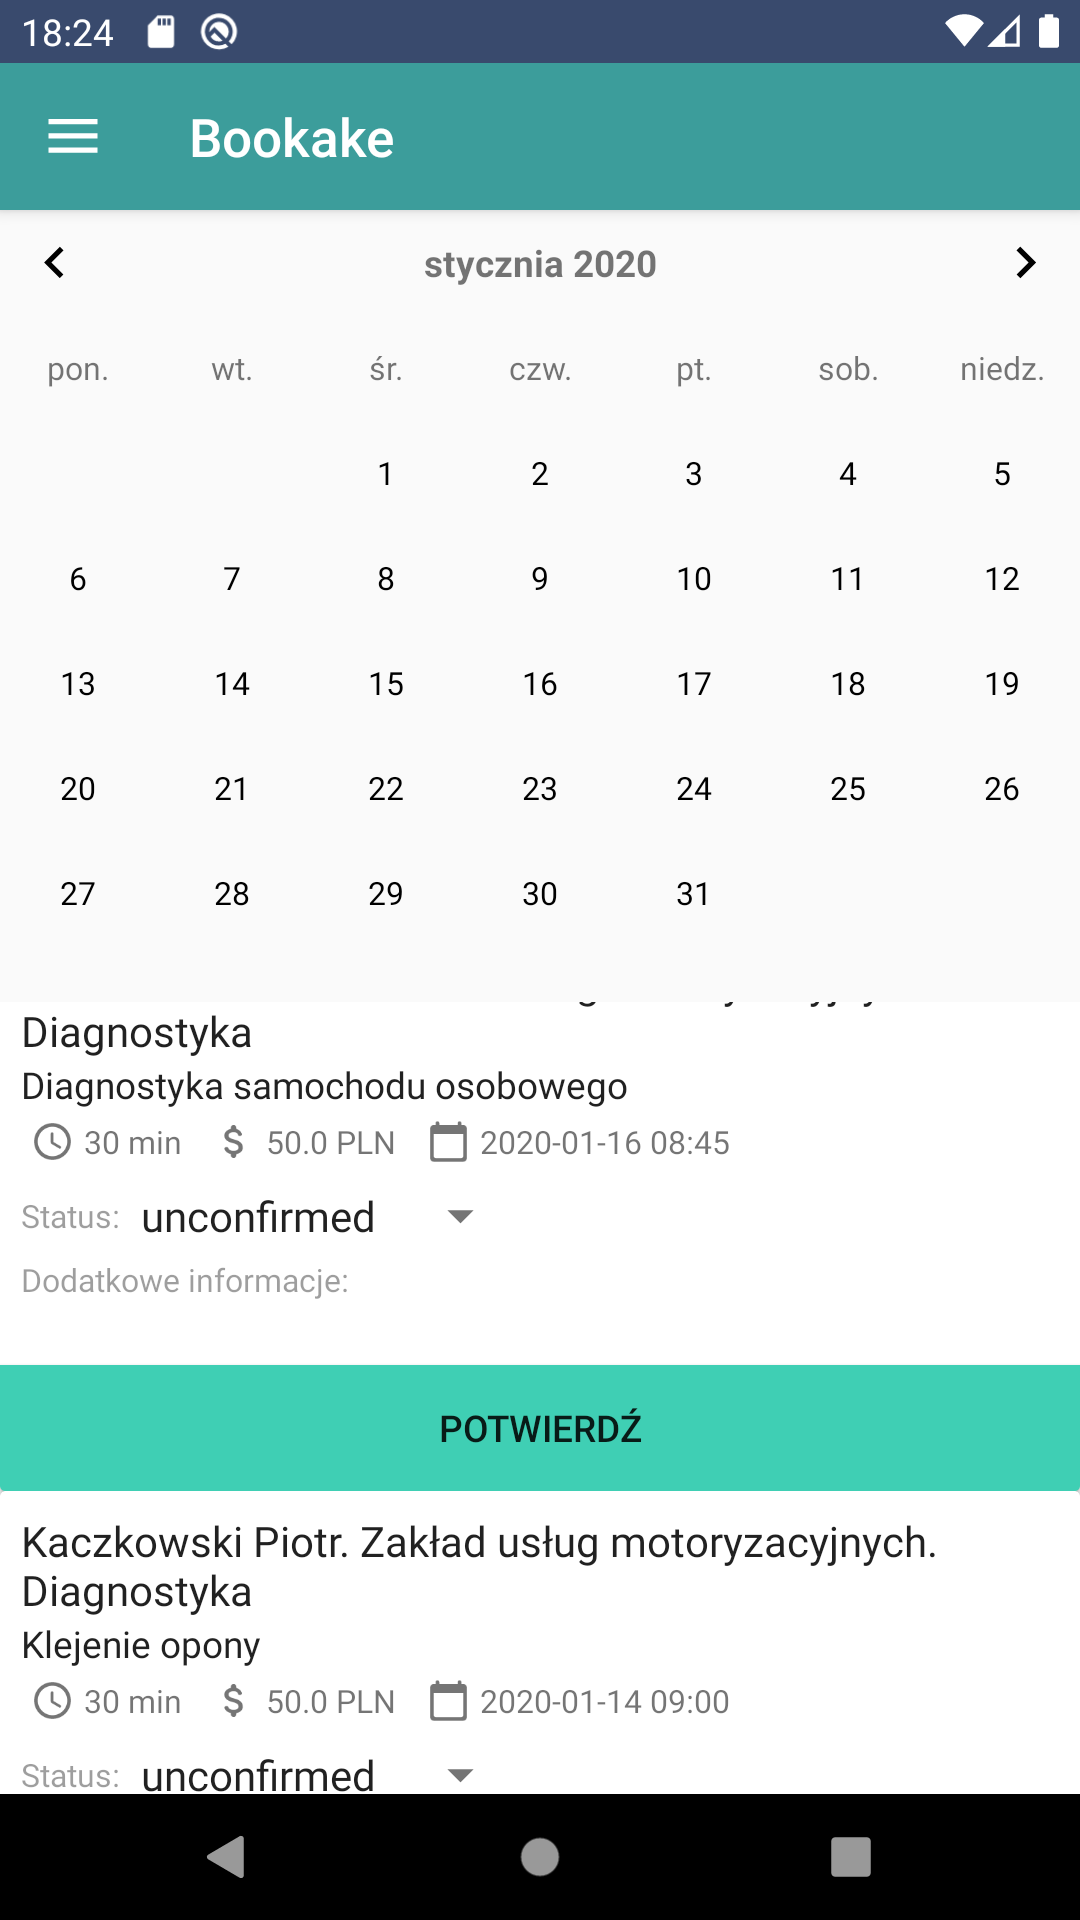 18:24
Bookake
stycznia 2020
pon. wt. śr. czw. pt. sob. niedz.
1 2 3 4 5
6 7 8 9 10 11 12
13 14 15 16 17 18 19
20 21 22 23 24 25 26
27 28 29 30 31
Diagnostyka
Diagnostyka samochodu osobowego
30 min $ 50.0 PLN 2020-01-16 08:45
Status: unconfirmed
Dodatkowe informacje:
POTWIERDŹ
Kaczkowski Piotr. Zakład usług motoryzacyjnych.
Diagnostyka
Klejenie opony
30 min $ 50.0 PLN 2020-01-14 09:00
Status: unconfirmed